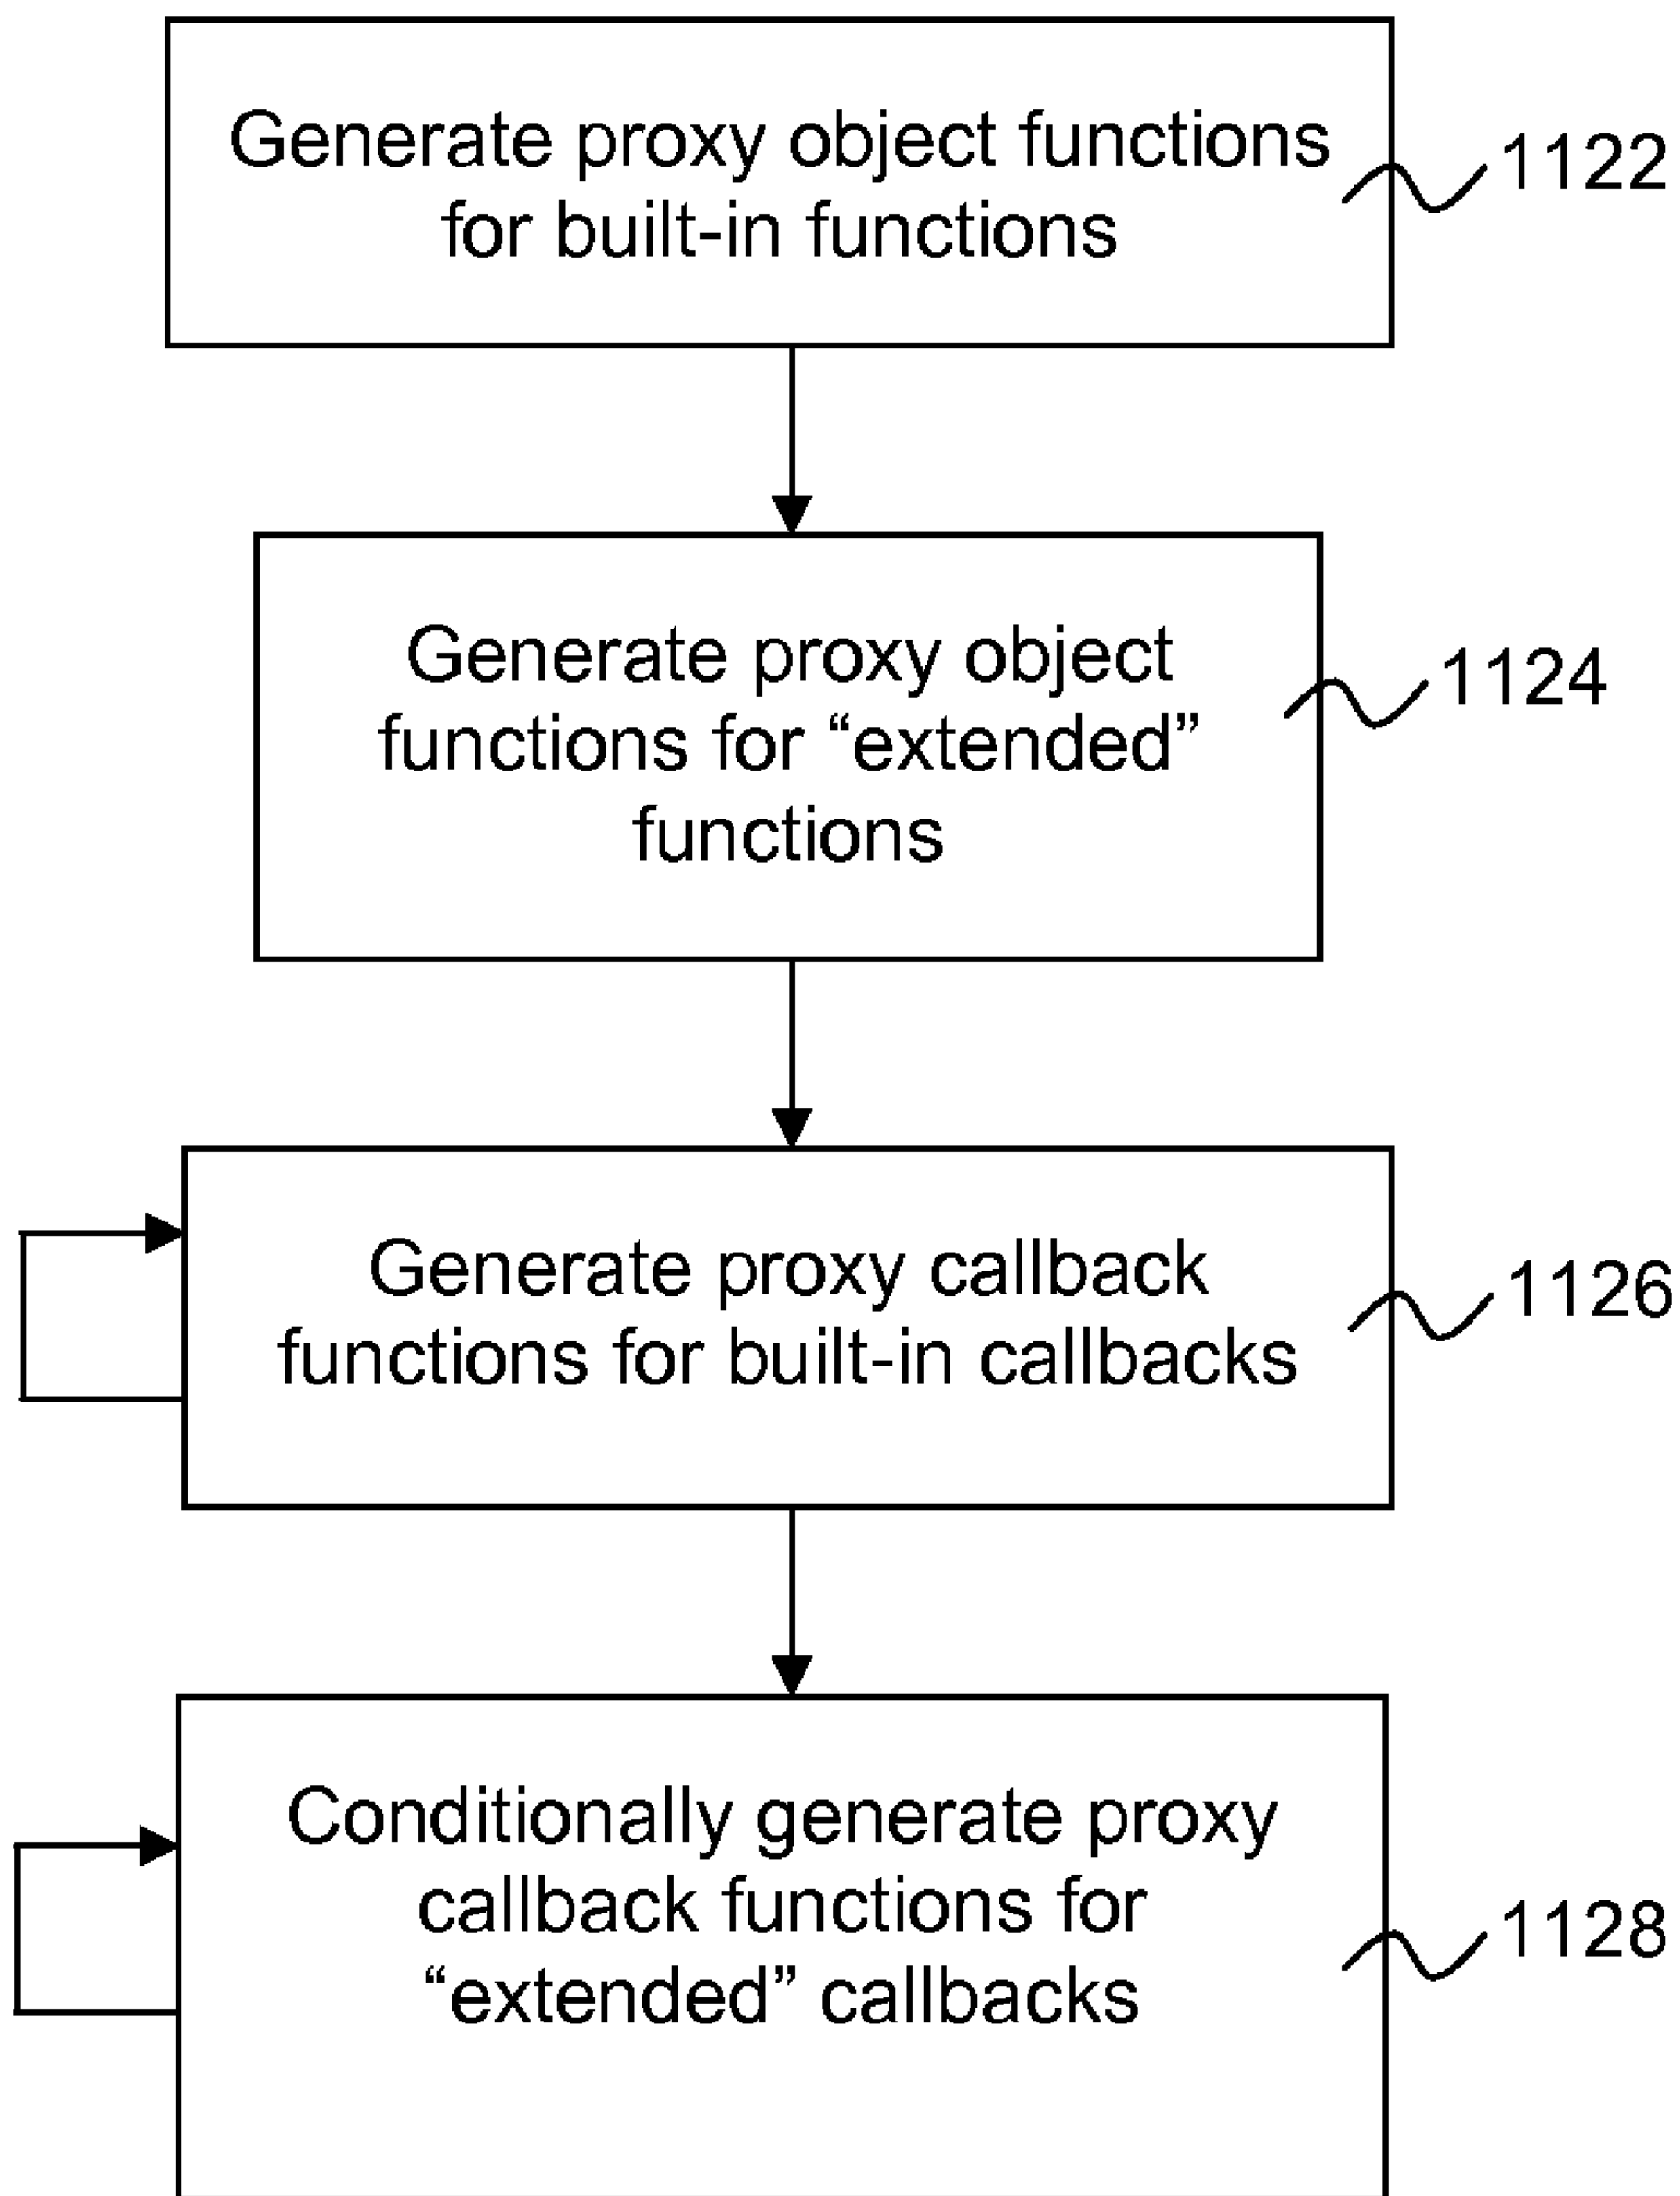 Generate proxy object functions
for built-in functions
1122
Generate proxy object
functions for “extended”
functions
1124
Generate proxy callback
functions for built-in callbacks
1126
Conditionally generate proxy
callback functions for
“extended” callbacks
1128